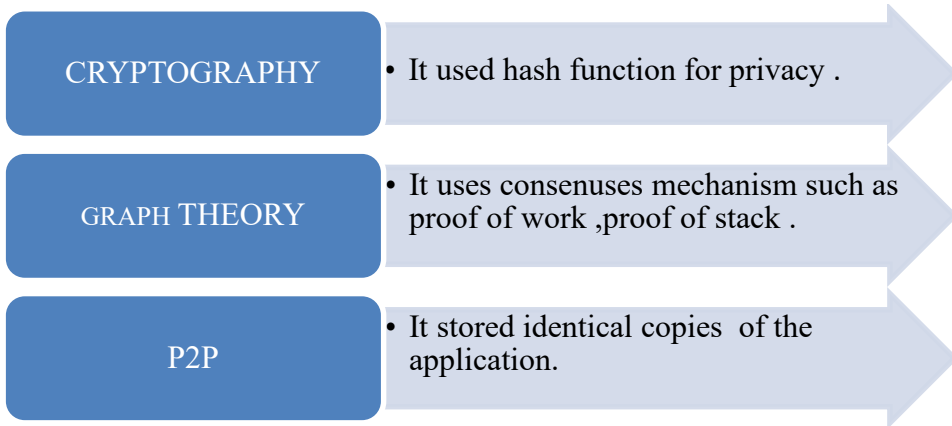 CRYPTOGRAPHY
• It used hash function for privacy .
GRAPH THEORY
• It uses consenuses mechanism such as
proof of work ,proof of stack .
P2P
• It stored identical copies of the
application.